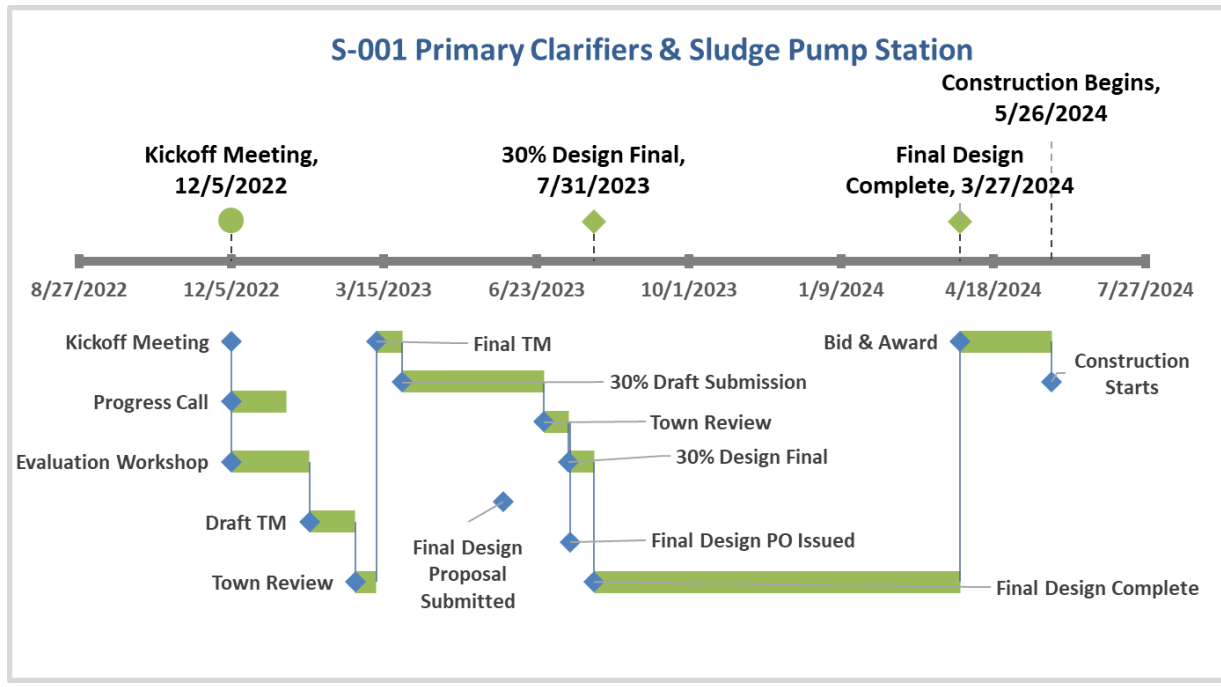 S-001 Primary Clarifiers & Sludge Pump Station
Construction Begins,
5/26/2024
Kickoff Meeting,
12/5/2022
30% Design Final,
7/31/2023
Final Design
Complete, 3/27/2024
8/27/2022
12/5/2022
3/15/2023
6/23/2023
10/1/2023
1/9/2024
4/18/2024
7/27/2024
Kickoff Meeting
Final TM
Bid & Award
Construction
Starts
30% Draft Submission
Progress Call
Town Review
Evaluation Workshop
30% Design Final
Draft TM
Final Design
Proposal
Submitted
Final Design PO Issued
Town Review
Final Design Complete